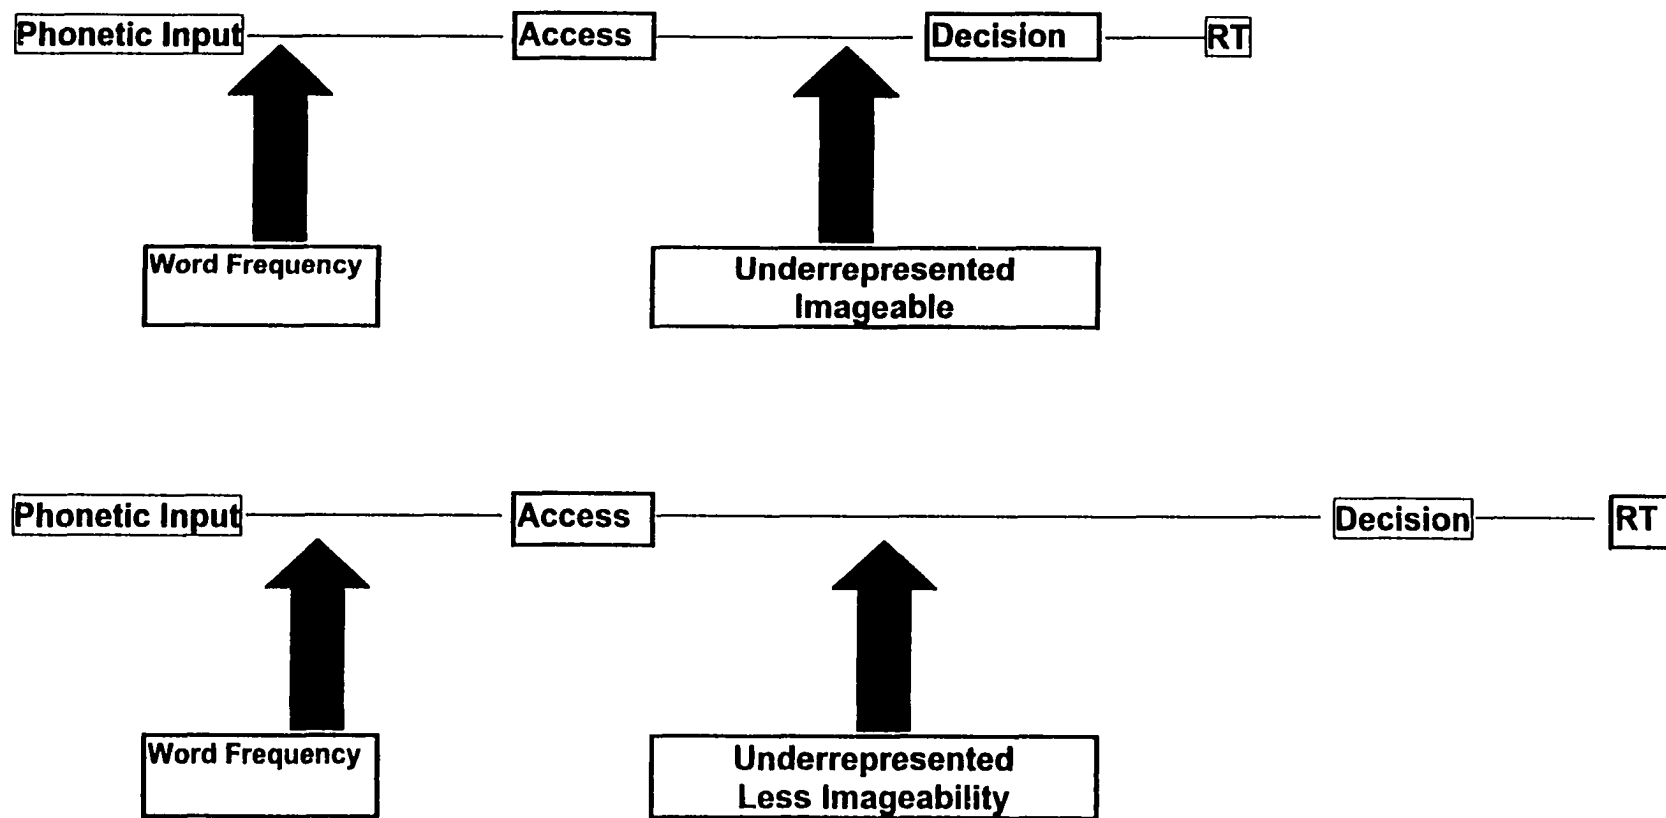 Phonetic Input Access Decision RT
Word Frequency
Underrepresented
Imageable
Phonetic Input Access Decision RT
Word Frequency
Underrepresented
Less Imageability